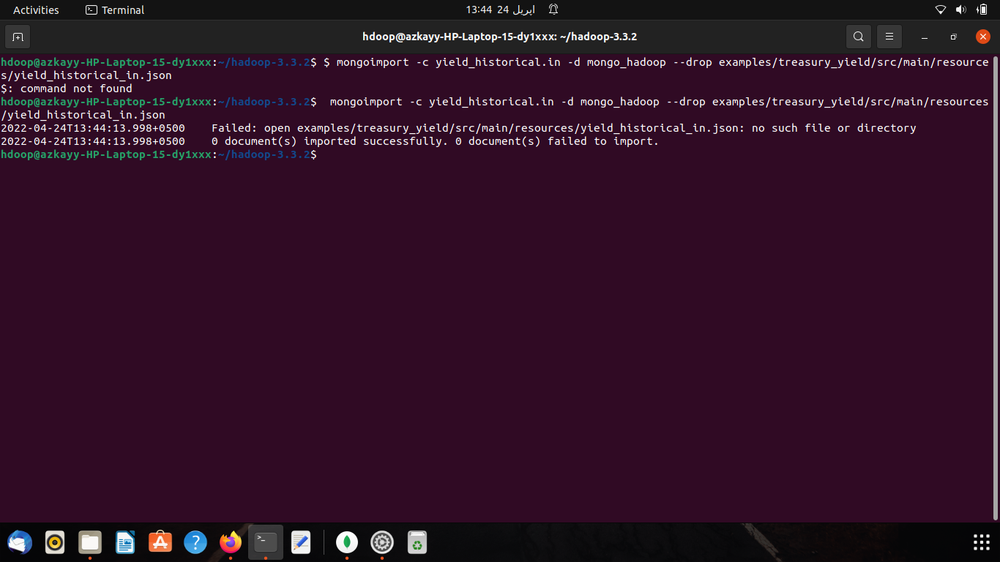 Activities
Terminal
13:44 24 اپریل
hdoop@azkayy-HP-Laptop-15-dy1xxx: ~/hadoop-3.3.2
hdoop@azkayy-HP-Laptop-15-dy1xxx:~/hadoop-3.3.2$ $ mongoimport -c yield_historical.in -d mongo_hadoop --drop examples/treasury_yield/src/main/resource
s/yield_historical_in.json
$: command not found
hdoop@azkayy-HP-Laptop-15-dy1xxx:~/hadoop-3.3.2$  mongoimport -c yield_historical.in -d mongo_hadoop --drop examples/treasury_yield/src/main/resources
/yield_historical_in.json
2022-04-24T13:44:13.998+0500    Failed: open examples/treasury_yield/src/main/resources/yield_historical_in.json: no such file or directory
2022-04-24T13:44:13.998+0500    0 document(s) imported successfully. 0 document(s) failed to import.
hdoop@azkayy-HP-Laptop-15-dy1xxx:~/hadoop-3.3.2$